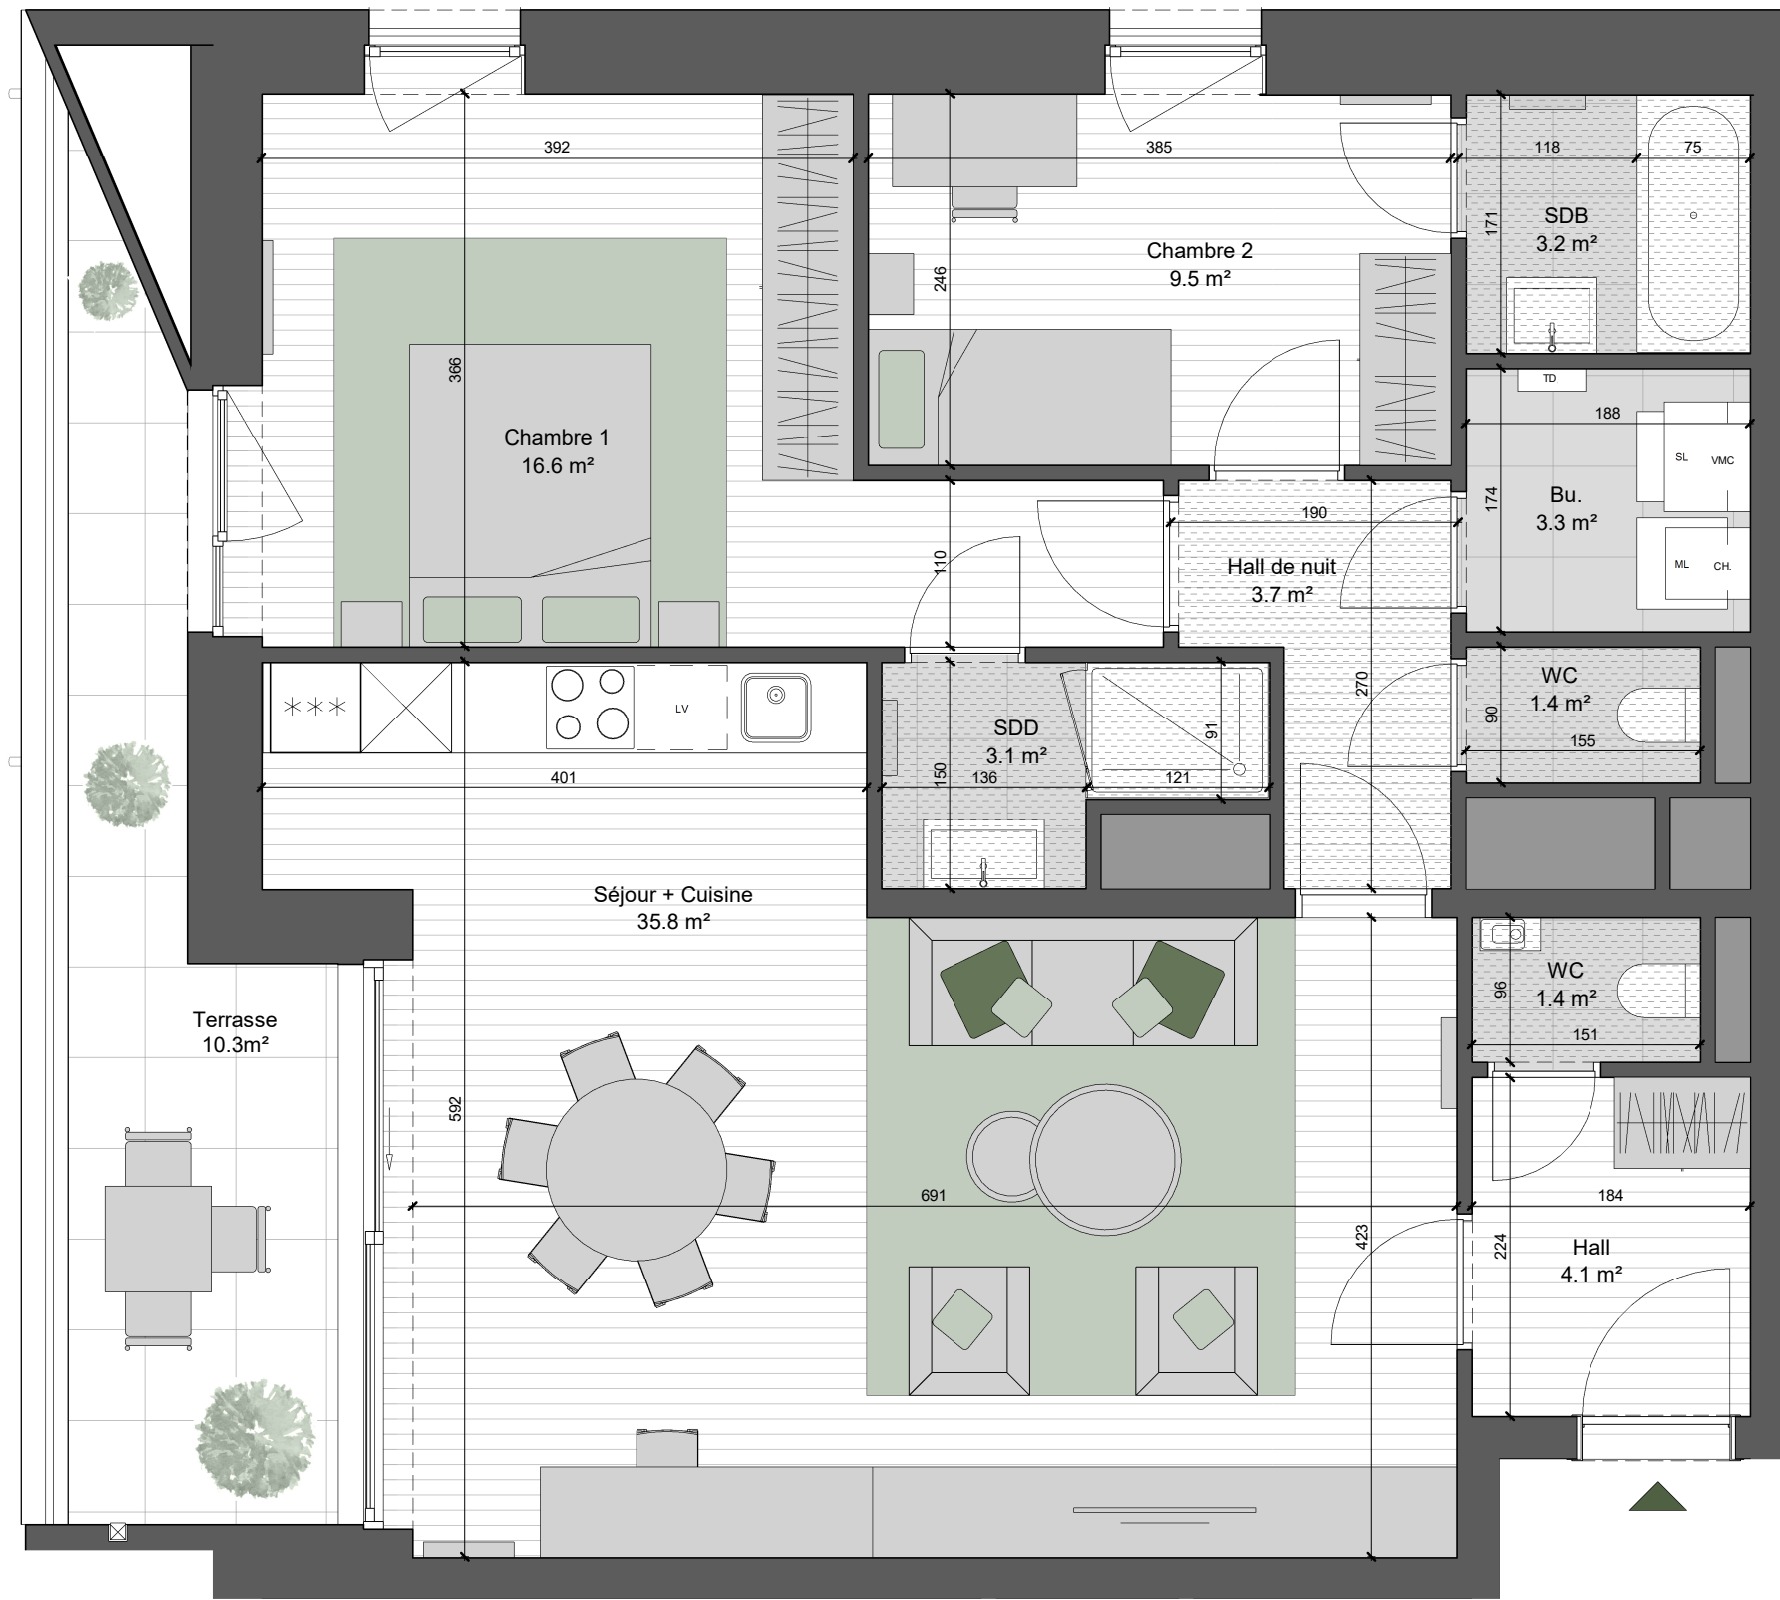 392
385
118
75
SDB
3.2 m²
171
Chambre 2
9.5 m²
246
366
TD
188
Chambre 1
16.6 m²
SL
VMC
Bu.
3.3 m²
174
190
110
Hall de nuit
3.7 m²
ML
CH.
WC
1.4 m²
270
90
155
LV
SDD
3.1 m²
91
150
136
121
401
Séjour + Cuisine
35.8 m²
WC
1.4 m²
96
151
Terrasse
10.3m²
592
691
184
423
224
Hall
4.1 m²